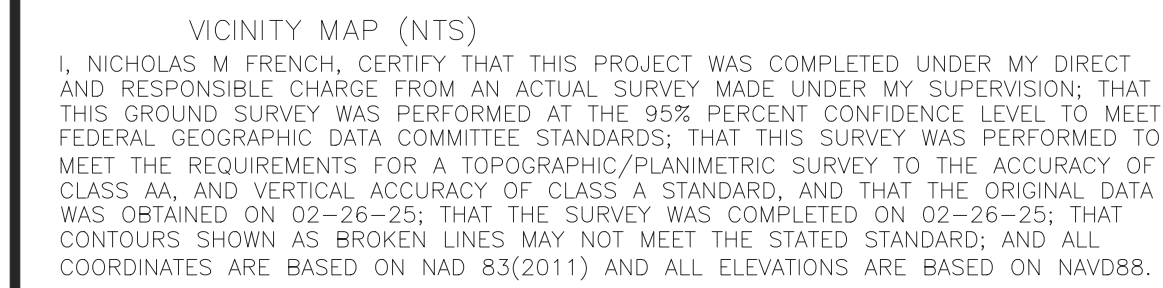 VICINITY MAP (NTS)
I, NICHOLAS M FRENCH, CERTIFY THAT THIS PROJECT WAS COMPLETED UNDER MY DIRECT
AND RESPONSIBLE CHARGE FROM AN ACTUAL SURVEY MADE UNDER MY SUPERVISION; THAT
THIS GROUND SURVEY WAS PERFORMED AT THE 95% PERCENT CONFIDENCE LEVEL TO MEET
FEDERAL GEOGRAPHIC DATA COMMITTEE STANDARDS; THAT THIS SURVEY WAS PERFORMED TO
MEET THE REQUIREMENTS FOR A TOPOGRAPHIC/PLANIMETRIC SURVEY TO THE ACCURACY OF
CLASS AA, AND VERTICAL ACCURACY OF CLASS A STANDARD, AND THAT THE ORIGINAL DATA
WAS OBTAINED ON 02-26-25; THAT THE SURVEY WAS COMPLETED ON 02-26-25; THAT
CONTOURS SHOWN AS BROKEN LINES MAY NOT MEET THE STATED STANDARD; AND ALL
COORDINATES ARE BASED ON NAD 83(2011) AND ALL ELEVATIONS ARE BASED ON NAVD88.